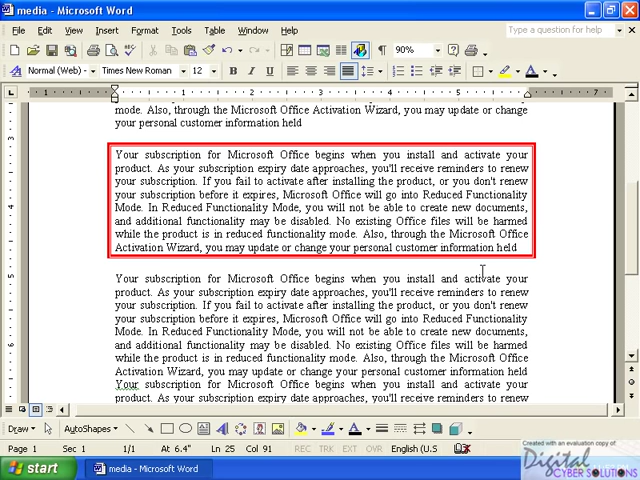 media - Microsoft Word
File Edit View Insert Format Tools Table Window Help Type a question for help
90%
Normal (Web) Times New Roman 12 B I U
1 1 2 3 4 5 7
mode. Also, through the Microsoft Office Activation Wizard, you may update or change
your personal customer information held
Your subscription for Microsoft Office begins when you install and activate your
product. As your subscription expiry date approaches, you'll receive reminders to renew
your subscription. If you fail to activate after installing the product, or you don't renew
your subscription before it expires, Microsoft Office will go into Reduced Functionality
Mode. In Reduced Functionality Mode, you will not be able to create new documents,
and additional functionality may be disabled. No existing Office files will be harmed
while the product is in reduced functionality mode. Also, through the Microsoft Office
Activation Wizard, you may update or change your personal customer information held
Your subscription for Microsoft Office begins when you install and activate your
product. As your subscription expiry date approaches, you'll receive reminders to renew
your subscription. If you fail to activate after installing the product, or you don't renew
your subscription before it expires, Microsoft Office will go into Reduced Functionality
Mode. In Reduced Functionality Mode, you will not be able to create new documents,
and additional functionality may be disabled. No existing Office files will be harmed
while the product is in reduced functionality mode. Also, through the Microsoft Office
Activation Wizard, you may update or change your personal customer information held
Your subscription for Microsoft Office begins when you install and activate your
product. As your subscription expiry date approaches, you'll receive reminders to renew
Draw AutoShapes
Page 1 Sec 1 1/1 At 6.4" Ln 25 Col 91 REC TRK EXT OVR English (U.S
start media - Microsoft Word
Created with an evaluation copy of
Digital
CYBER SOLUTIONS